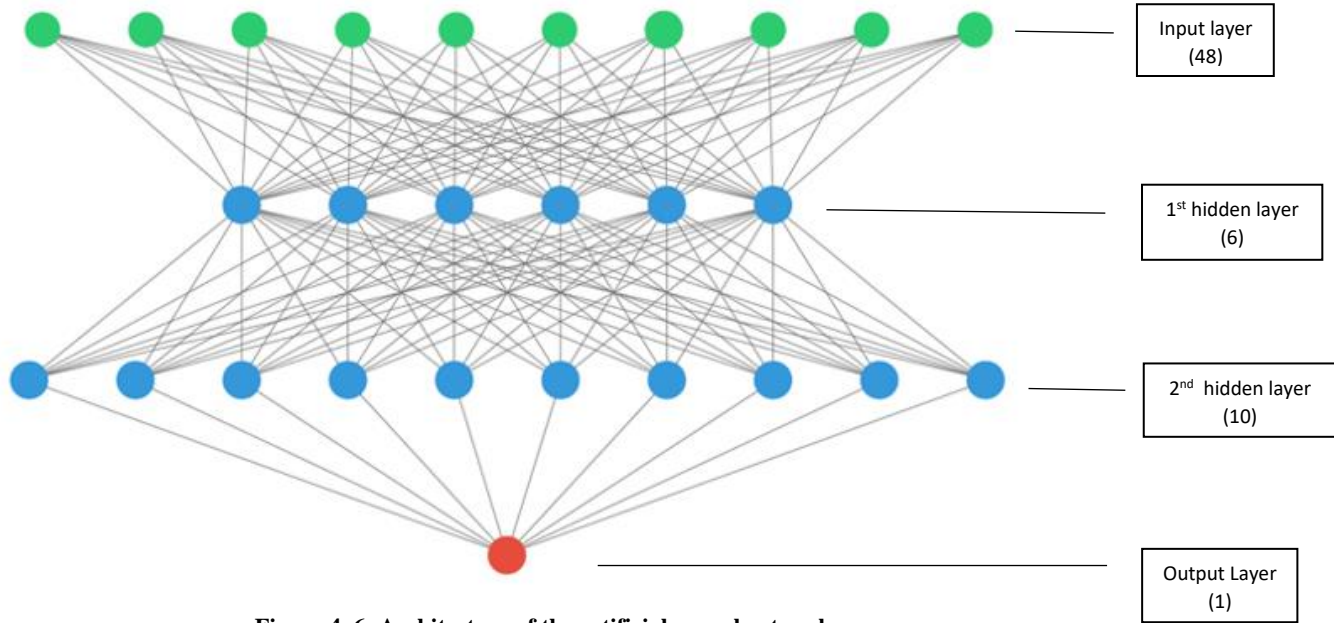 Input layer
(48)
1st hidden layer
(6)
2nd hidden layer
(10)
Output Layer
(1)
Figure 4-6: Architecture of the artificial neural network